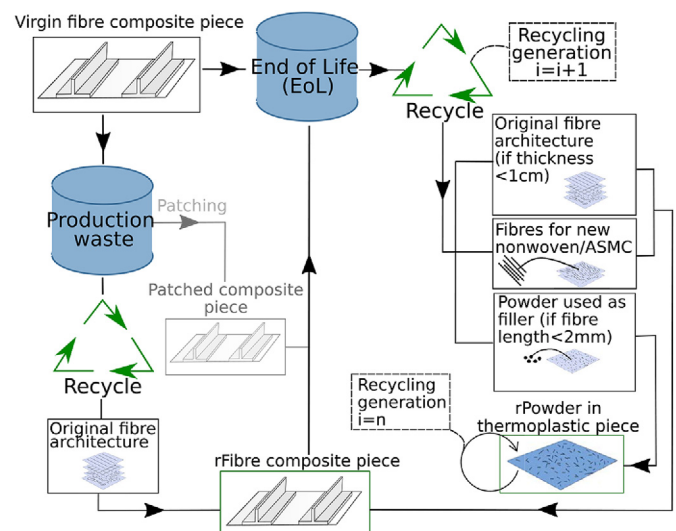 Virgin fibre composite piece
End of Life
(EoL)
Recycling
generation
i=i+1
Recycle
Original fibre
architecture
(if thickness
<1cm)
Production
waste
Patching
Fibres for new
nonwoven/ASMC
Patched composite
piece
Powder used as
filler (if fibre
length<2mm)
Recycle
Recycling
generation
i=n
rPowder in
thermoplastic piece
Original fibre
architecture
rFibre composite piece